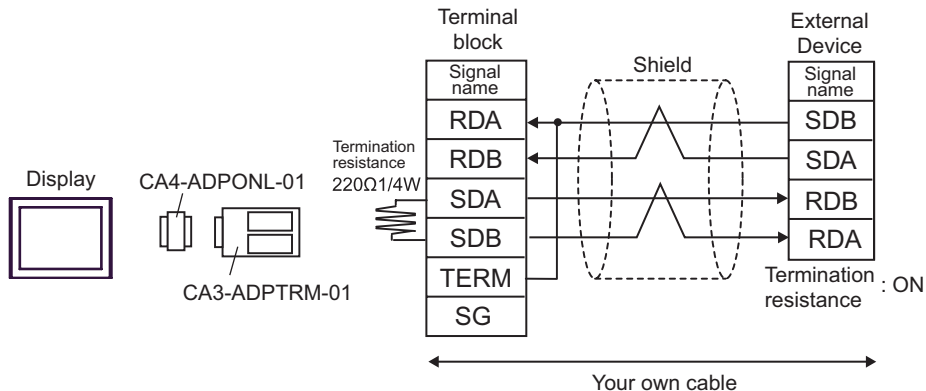 Display
CA4-ADPONL-01
CA3-ADPTRM-01
Termination
resistance
220Ω1/4W
Terminal
block
Signal
name
RDA
RDB
SDA
SDB
TERM
SG
Shield
External
Device
Signal
name
SDB
SDA
RDB
RDA
Termination
resistance : ON
Your own cable